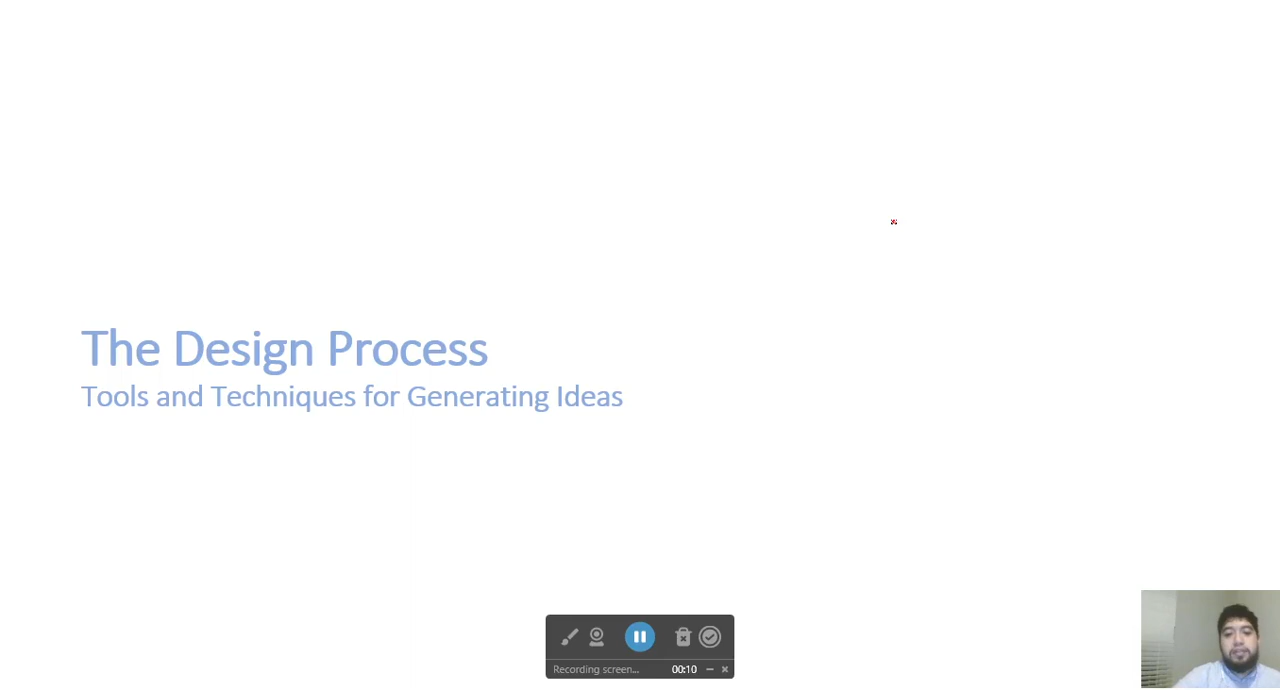 The Design Process
Tools and Techniques for Generating Ideas
Recording screen... 00:10